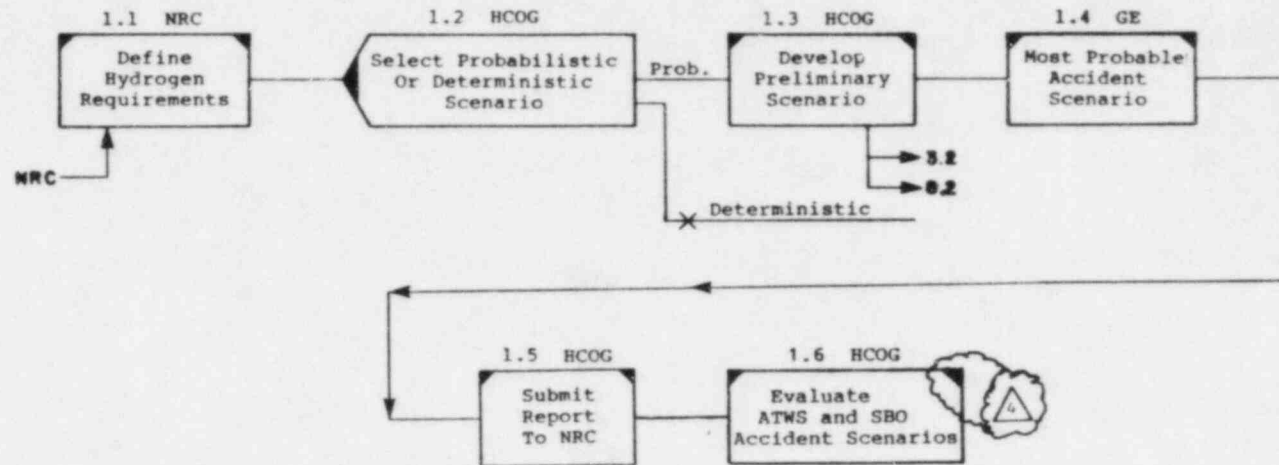 1.1 NRC
Define
Hydrogen
Requirements
NRC
1.2 HCOG
Select Probabilistic
Or Deterministic
Scenario
Prob.
Deterministic
1.3 HCOG
Develop
Preliminary
Scenario
1.4 GE
Most Probable
Accident
Scenario
1.5 HCOG
Submit
Report
To NRC
1.6 HCOG
Evaluate
ATWS and SBO
Accident Scenarios
4